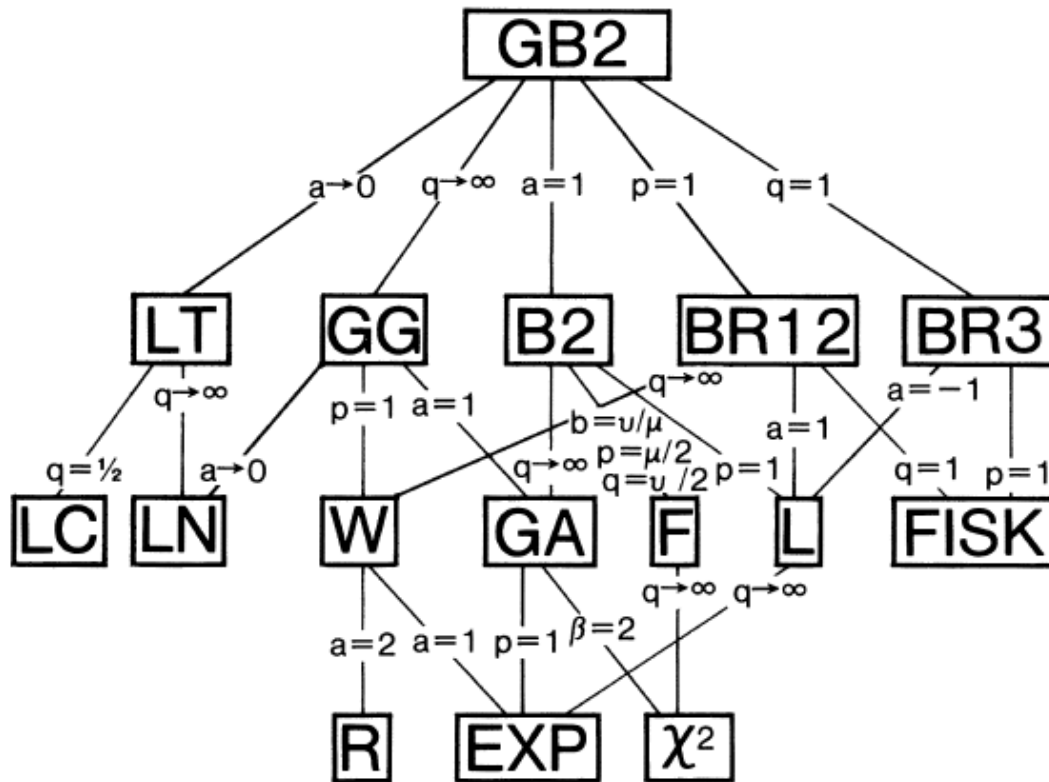 GB2
a→0 q→∞ a=1 p=1 q=1
LT GG B2 BR12 BR3
q→∞ p=1 a=1 q→∞ a=-1
b=υ/μ a=1
q=½ a→0 q→∞ p=μ/2 p=1 q=1 p=1
q=υ/2
LC LN W GA F L FISK
q→∞ q→∞
a=2 a=1 p=1 β=2
R EXP χ²